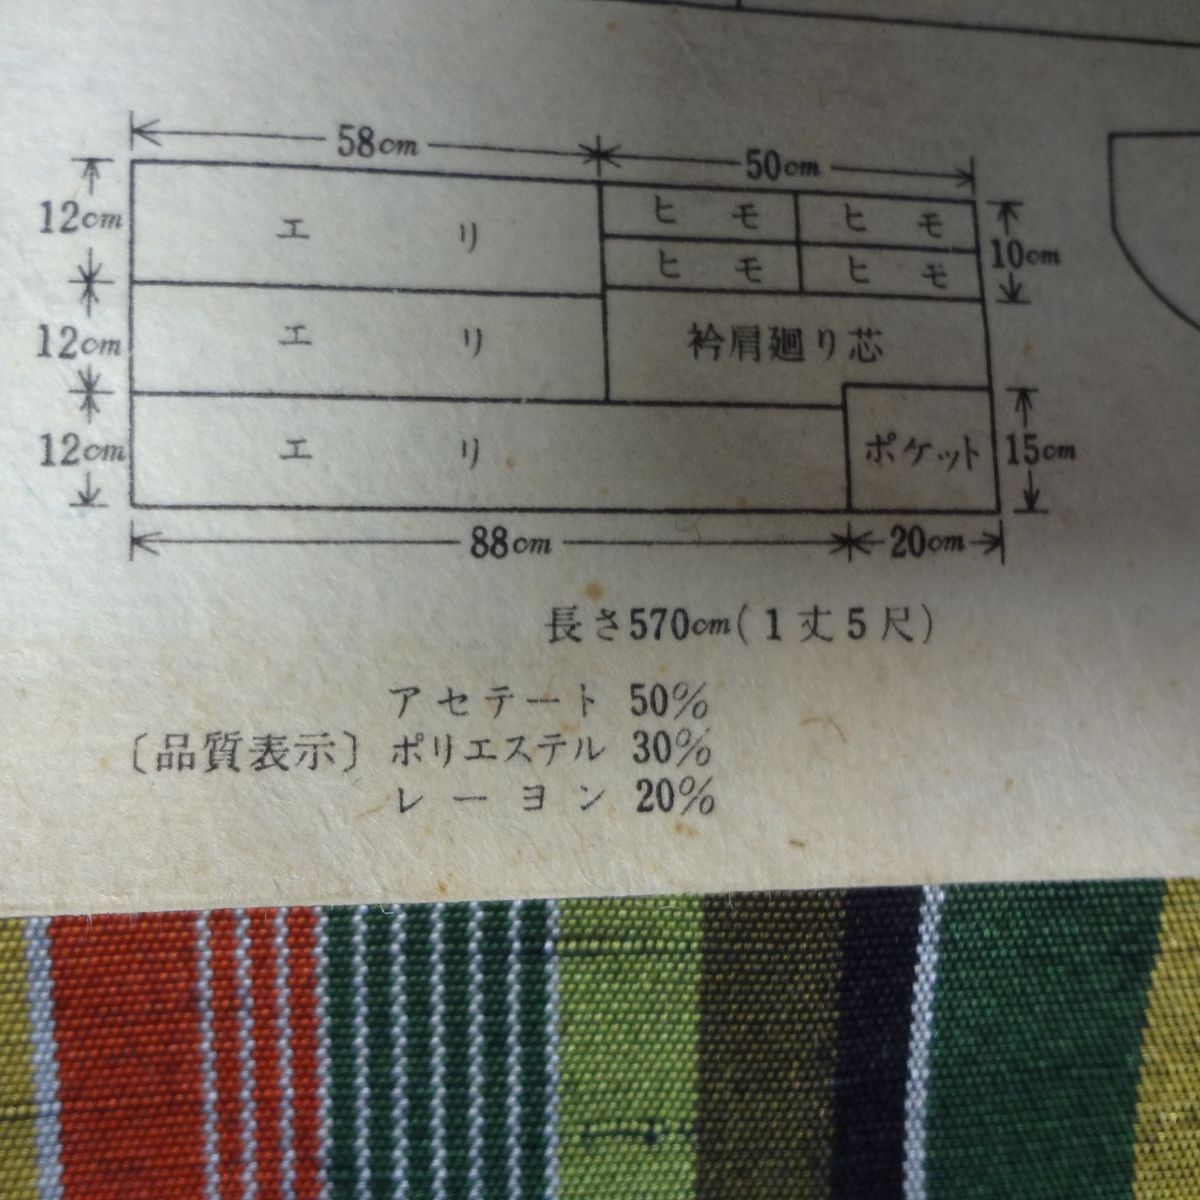 58cm
50cm
12cm
エリ
ヒモ ヒモ
10cm
ヒモ ヒモ
12cm
エリ
衿肩廻り芯
12cm
エリ
ポケット
15cm
88cm
20cm
長さ570cm(1丈5尺)
アセテート 50%
〔品質表示〕ポリエステル 30%
レーヨン 20%